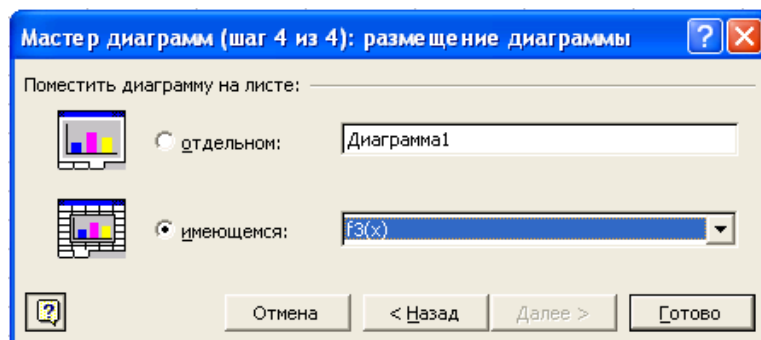 Мастер диаграмм (шаг 4 из 4): размещение диаграммы
Поместить диаграмму на листе:
отдельном: Диаграмма1
имеющемся: f3(x)
Отмена < Назад Далее > Готово